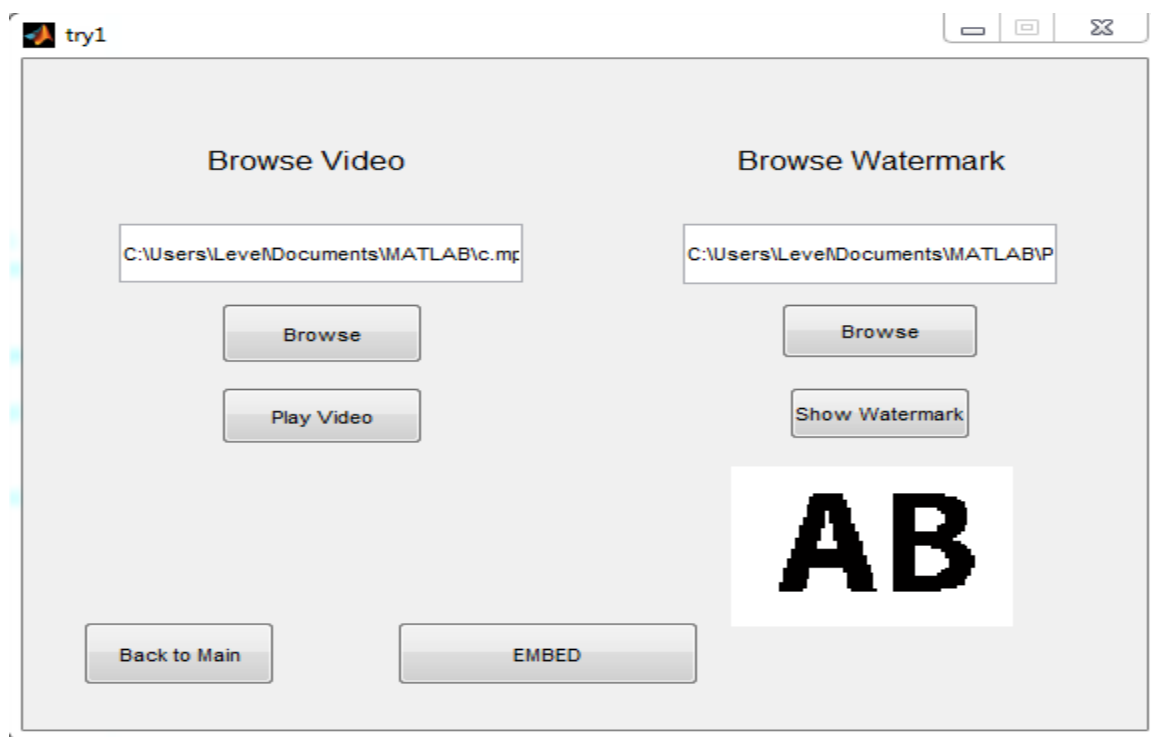 try1
Browse Video
Browse Watermark
C:\Users\Level\Documents\MATLAB\c.mp
C:\Users\Level\Documents\MATLAB\P
Browse
Browse
Play Video
Show Watermark
AB
Back to Main
EMBED